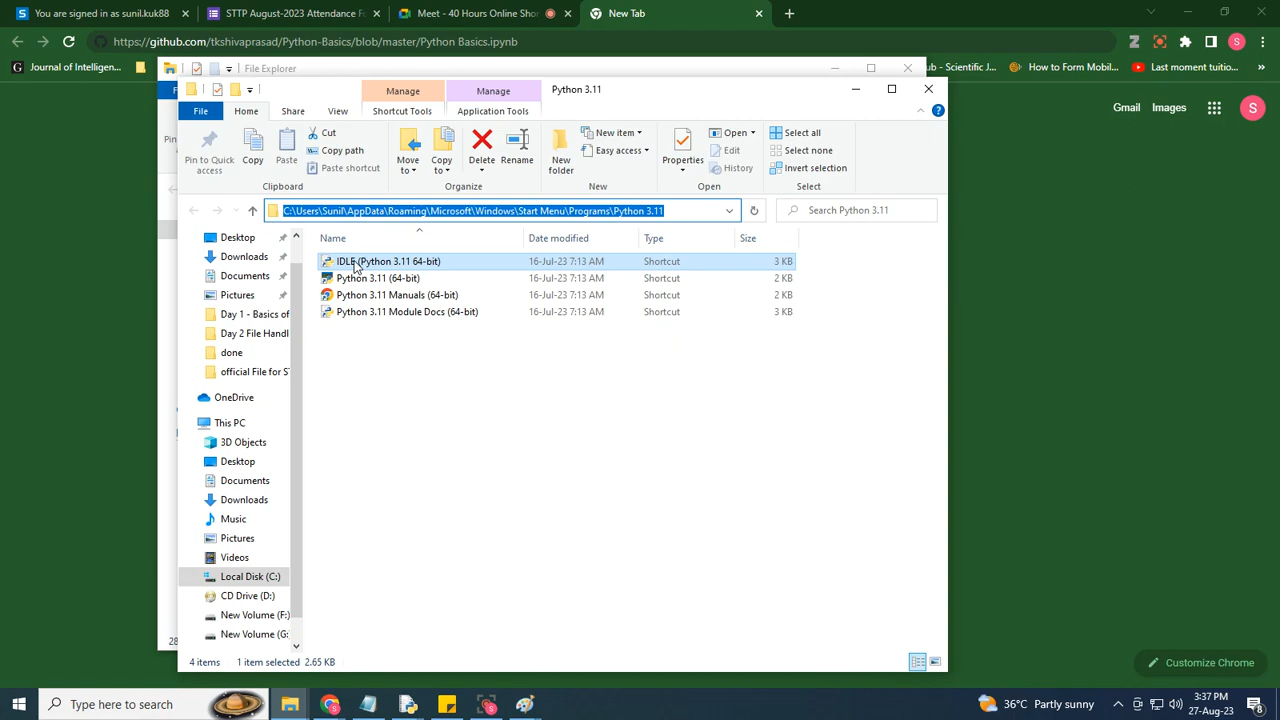 You are signed in as sunil.kuk88
STTP August-2023 Attendance F
Meet - 40 Hours Online Shor
New Tab
https://github.com/tkshivaprasad/Python-Basics/blob/master/Python Basics.ipynb
Journal of Intelligen...
File Explorer
ub - Scientific J...
How to Form Mobil...
Last moment tuitio...
Manage
Manage
Python 3.11
Gmail
Images
File
Home
Share
View
Shortcut Tools
Application Tools
Pin to Quick access
Copy
Paste
Cut
Copy path
Paste shortcut
Clipboard
Move to
Copy to
Delete
Rename
Organize
New folder
New item
Easy access
New
Properties
Open
Edit
History
Open
Select all
Select none
Invert selection
Select
C:\Users\Sunil\AppData\Roaming\Microsoft\Windows\Start Menu\Programs\Python 3.11
Search Python 3.11
Name Date modified Type Size
IDLE (Python 3.11 64-bit) 16-Jul-23 7:13 AM Shortcut 3 KB
Python 3.11 (64-bit) 16-Jul-23 7:13 AM Shortcut 2 KB
Python 3.11 Manuals (64-bit) 16-Jul-23 7:13 AM Shortcut 2 KB
Python 3.11 Module Docs (64-bit) 16-Jul-23 7:13 AM Shortcut 3 KB
Desktop
Downloads
Documents
Pictures
Day 1 - Basics of
Day 2 File Handl
done
official File for S
OneDrive
This PC
3D Objects
Desktop
Documents
Downloads
Music
Pictures
Videos
Local Disk (C:)
CD Drive (D:)
New Volume (F:)
New Volume (G:
28
4 items
1 item selected 2.65 KB
Customize Chrome
Type here to search
36°C Partly sunny
3:37 PM
27-Aug-23
8